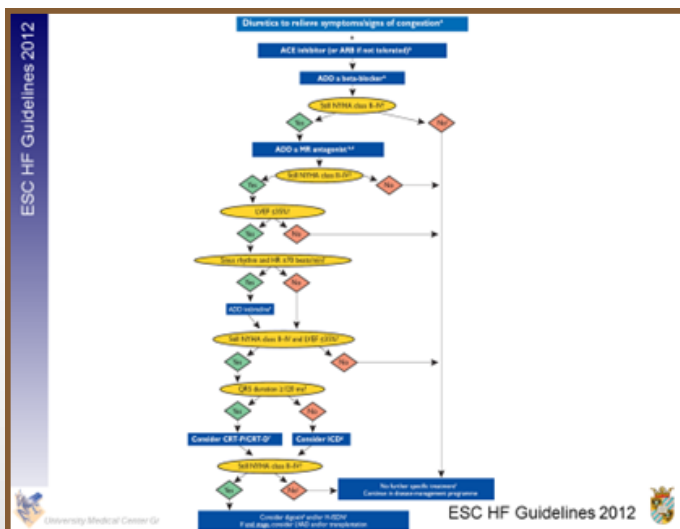 ESC HF Guidelines 2012
Diuretics to relieve symptoms/signs of congestion
ACE inhibitor (or ARB if not tolerated)
ADD a beta-blocker
Still NYHA class II–IV?
Yes
No
ADD a MR antagonist
Still NYHA class II–IV?
Yes
No
LVEF ≤35%?
Yes
No
Sinus rhythm and HR ≥70 beats/min?
Yes
No
ADD ivabradine
Still NYHA class II–IV and LVEF ≤35%?
Yes
No
QRS duration ≥120 ms?
Yes
No
Consider CRT-P/CRT-D
Consider ICD
Still NYHA class II–IV?
Yes
No
No further specific treatment
Continue in disease-management programme
Consider digoxin and/or H-ISDN
If end stage, consider LVAD and/or transplantation
University Medical Center Gr
ESC HF Guidelines 2012